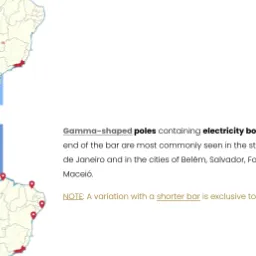 Gamma-shaped poles containing electricity bo
end of the bar are most commonly seen in the st
de Janeiro and in the cities of Belém, Salvador, Fo
Maceió.
NOTE: A variation with a shorter bar is exclusive to